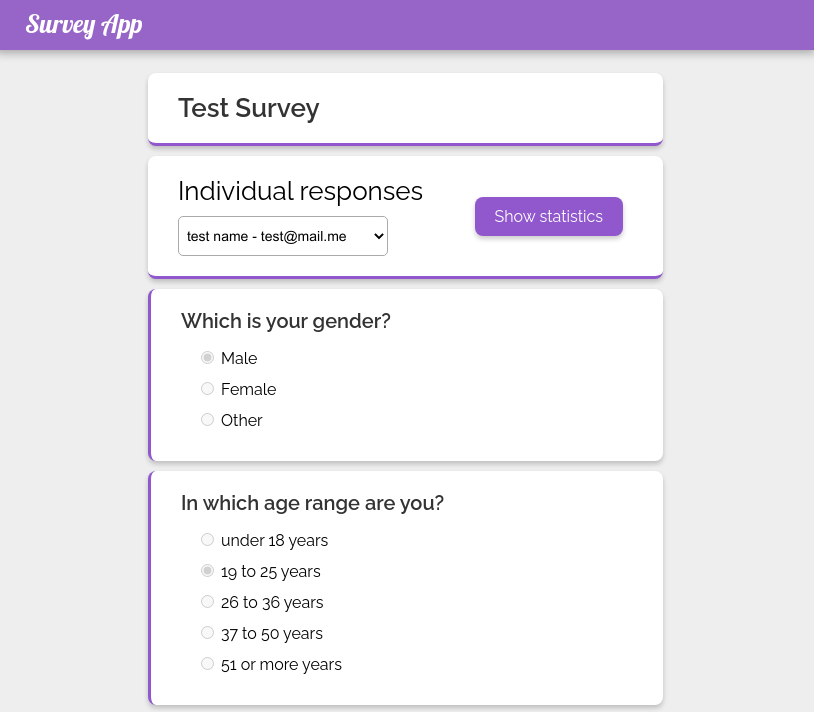 Survey App
Test Survey
Individual responses
Show statistics
test name - test@mail.me
Which is your gender?
Male
Female
Other
In which age range are you?
under 18 years
19 to 25 years
26 to 36 years
37 to 50 years
51 or more years